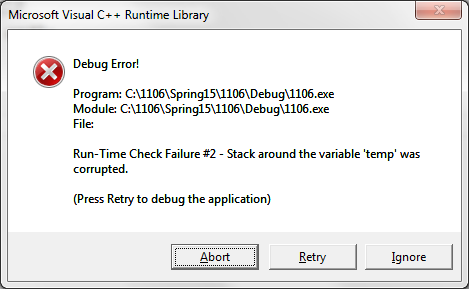 Microsoft Visual C++ Runtime Library
Debug Error!
Program: C:\1106\Spring15\1106\Debug\1106.exe
Module: C:\1106\Spring15\1106\Debug\1106.exe
File:
Run-Time Check Failure #2 - Stack around the variable 'temp' was
corrupted.
(Press Retry to debug the application)
Abort Retry Ignore